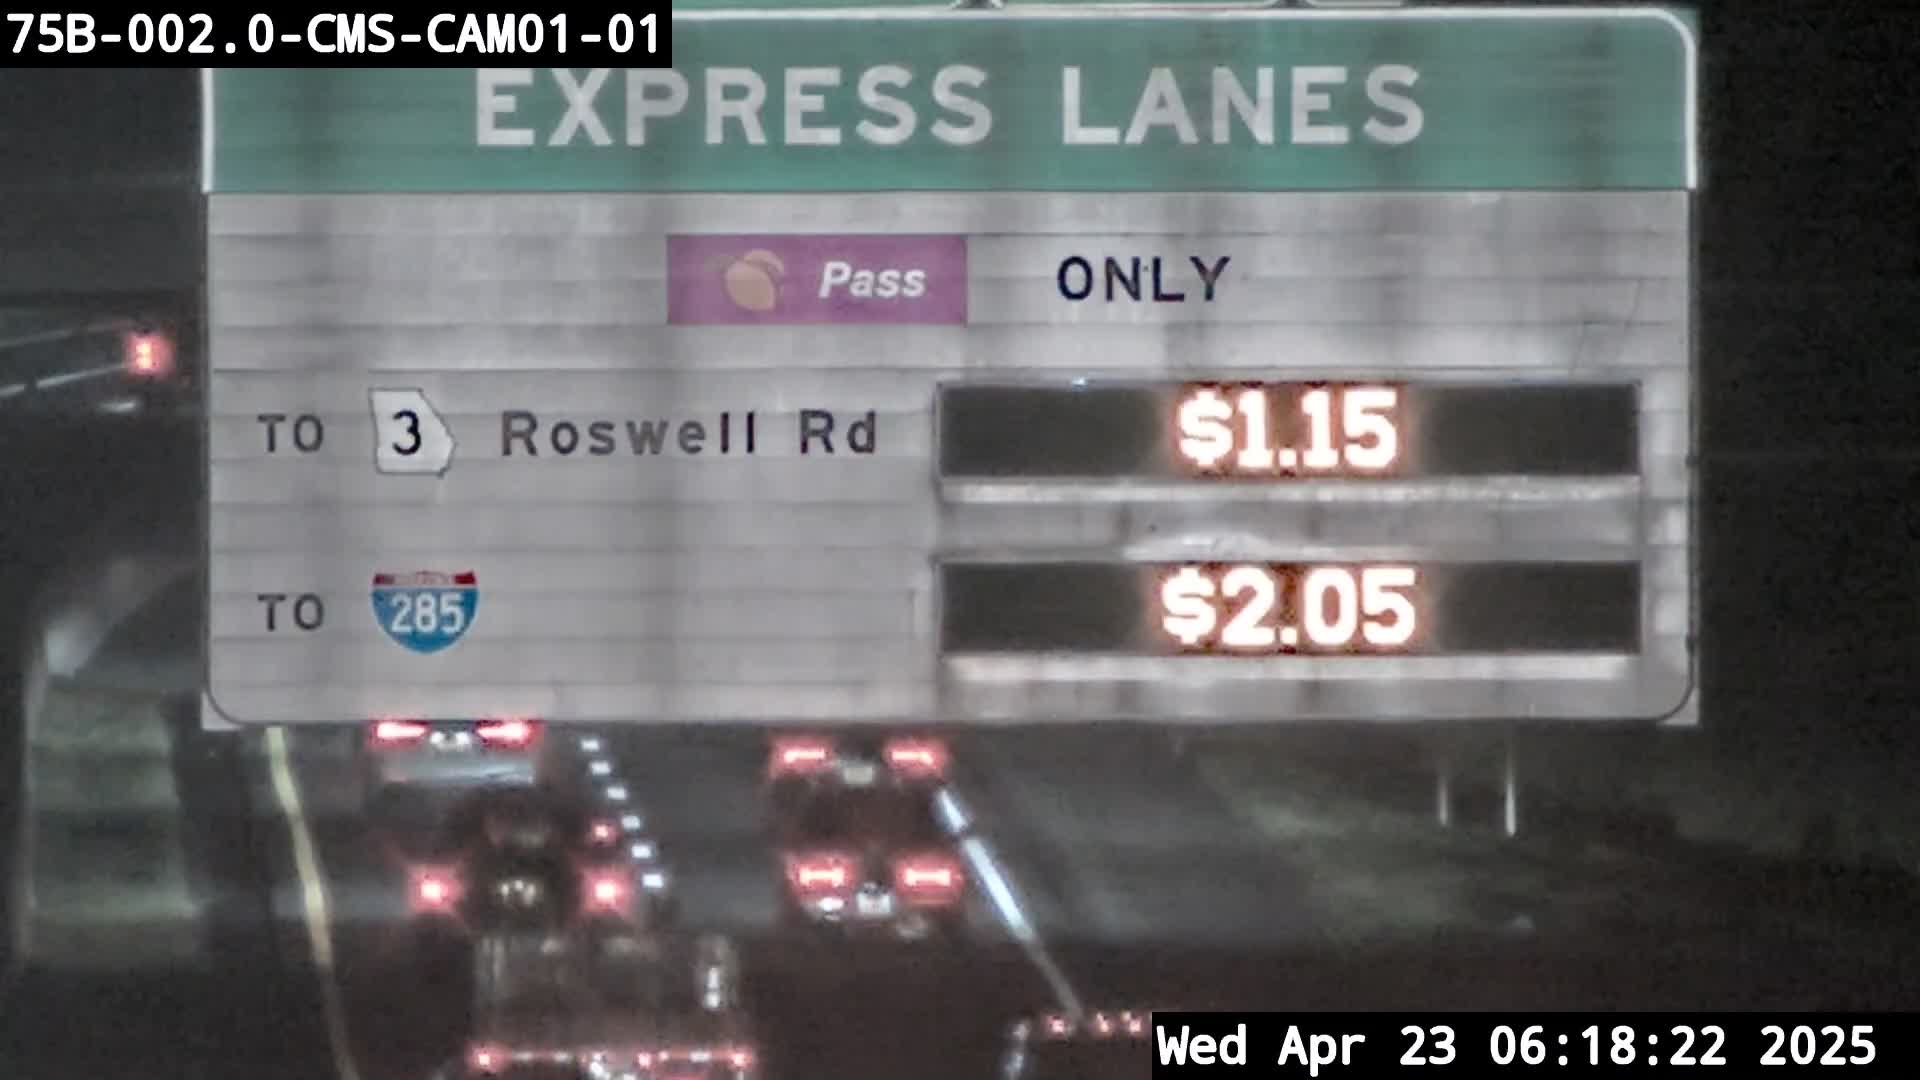 75B-002.0-CMS-CAM01-01
EXPRESS LANES
Pass ONLY
TO 3 Roswell Rd $1.15
TO 285 $2.05
Wed Apr 23 06:18:22 2025